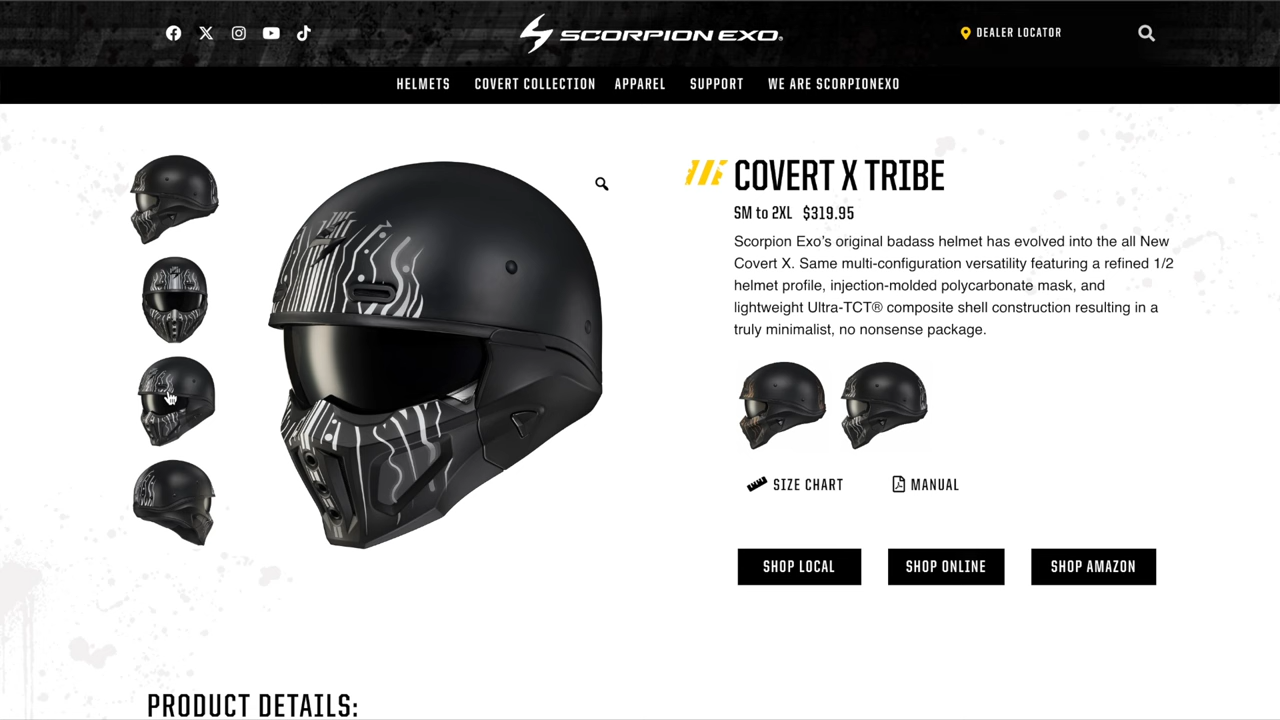 SCORPION EXO®
DEALER LOCATOR
HELMETS COVERT COLLECTION APPAREL SUPPORT WE ARE SCORPIONEXO
COVERT X TRIBE
SM to 2XL $319.95
Scorpion Exo’s original badass helmet has evolved into the all New
Covert X. Same multi-configuration versatility featuring a refined 1/2
helmet profile, injection-molded polycarbonate mask, and
lightweight Ultra-TCT® composite shell construction resulting in a
truly minimalist, no nonsense package.
SIZE CHART MANUAL
SHOP LOCAL SHOP ONLINE SHOP AMAZON
PRODUCT DETAILS: